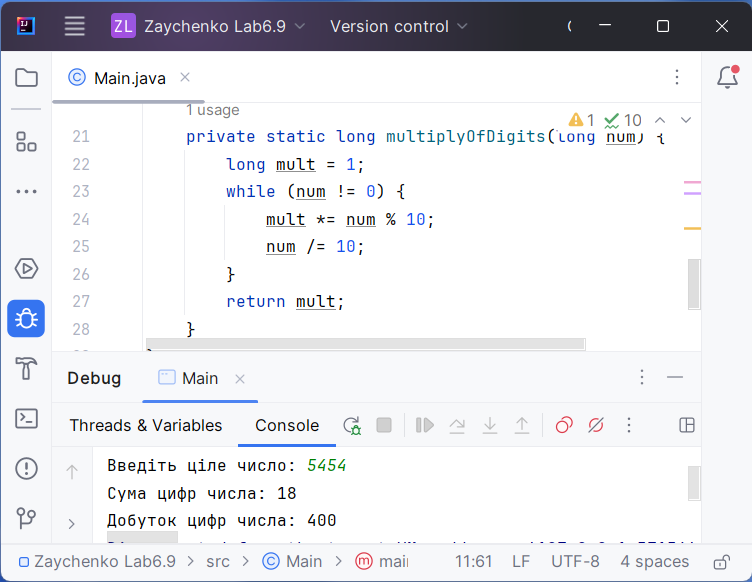 ZL Zaychenko Lab6.9 Version control
Main.java
1 usage
1 10
21 private static long multiplyOfDigits(long num) {
22 long mult = 1;
23 while (num != 0) {
24 mult *= num % 10;
25 num /= 10;
26 }
27 return mult;
28 }
Debug Main
Threads & Variables Console
Введіть ціле число: 5454
Сума цифр числа: 18
Добуток цифр числа: 400
Zaychenko Lab6.9 > src > Main > main 11:61 LF UTF-8 4 spaces